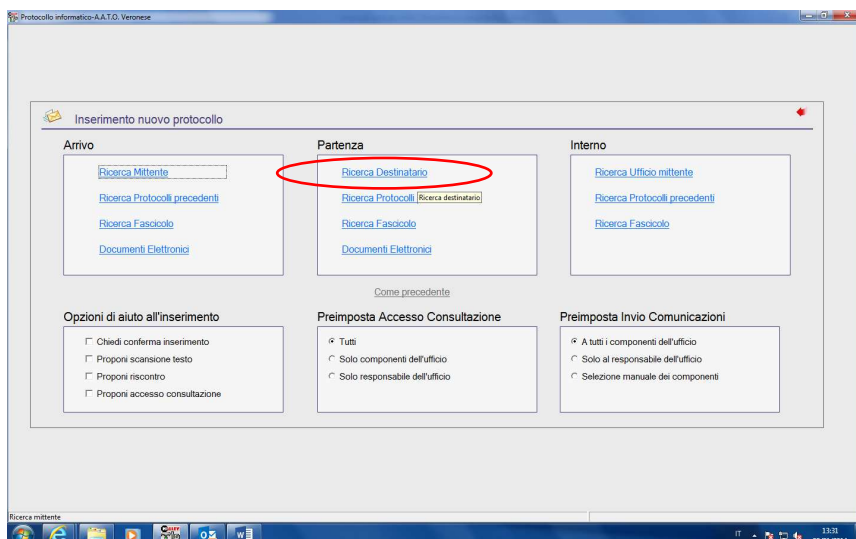 Protocollo informatico-A.A.T.O. Veronese
Inserimento nuovo protocollo
Arrivo
Ricerca Mittente
Ricerca Protocolli precedenti
Ricerca Fascicolo
Documenti Elettronici
Partenza
Ricerca Destinatario
Ricerca Protocolli
Ricerca destinatario
Ricerca Fascicolo
Documenti Elettronici
Interno
Ricerca Ufficio mittente
Ricerca Protocolli precedenti
Ricerca Fascicolo
Come precedente
Opzioni di aiuto all'inserimento
Chiedi conferma inserimento
Proponi scansione testo
Proponi riscontro
Proponi accesso consultazione
Preimposta Accesso Consultazione
Tutti
Solo componenti dell'ufficio
Solo responsabile dell'ufficio
Preimposta Invio Comunicazioni
A tutti i componenti dell'ufficio
Solo al responsabile dell'ufficio
Selezione manuale dei componenti
Ricerca mittente
IT
13:31